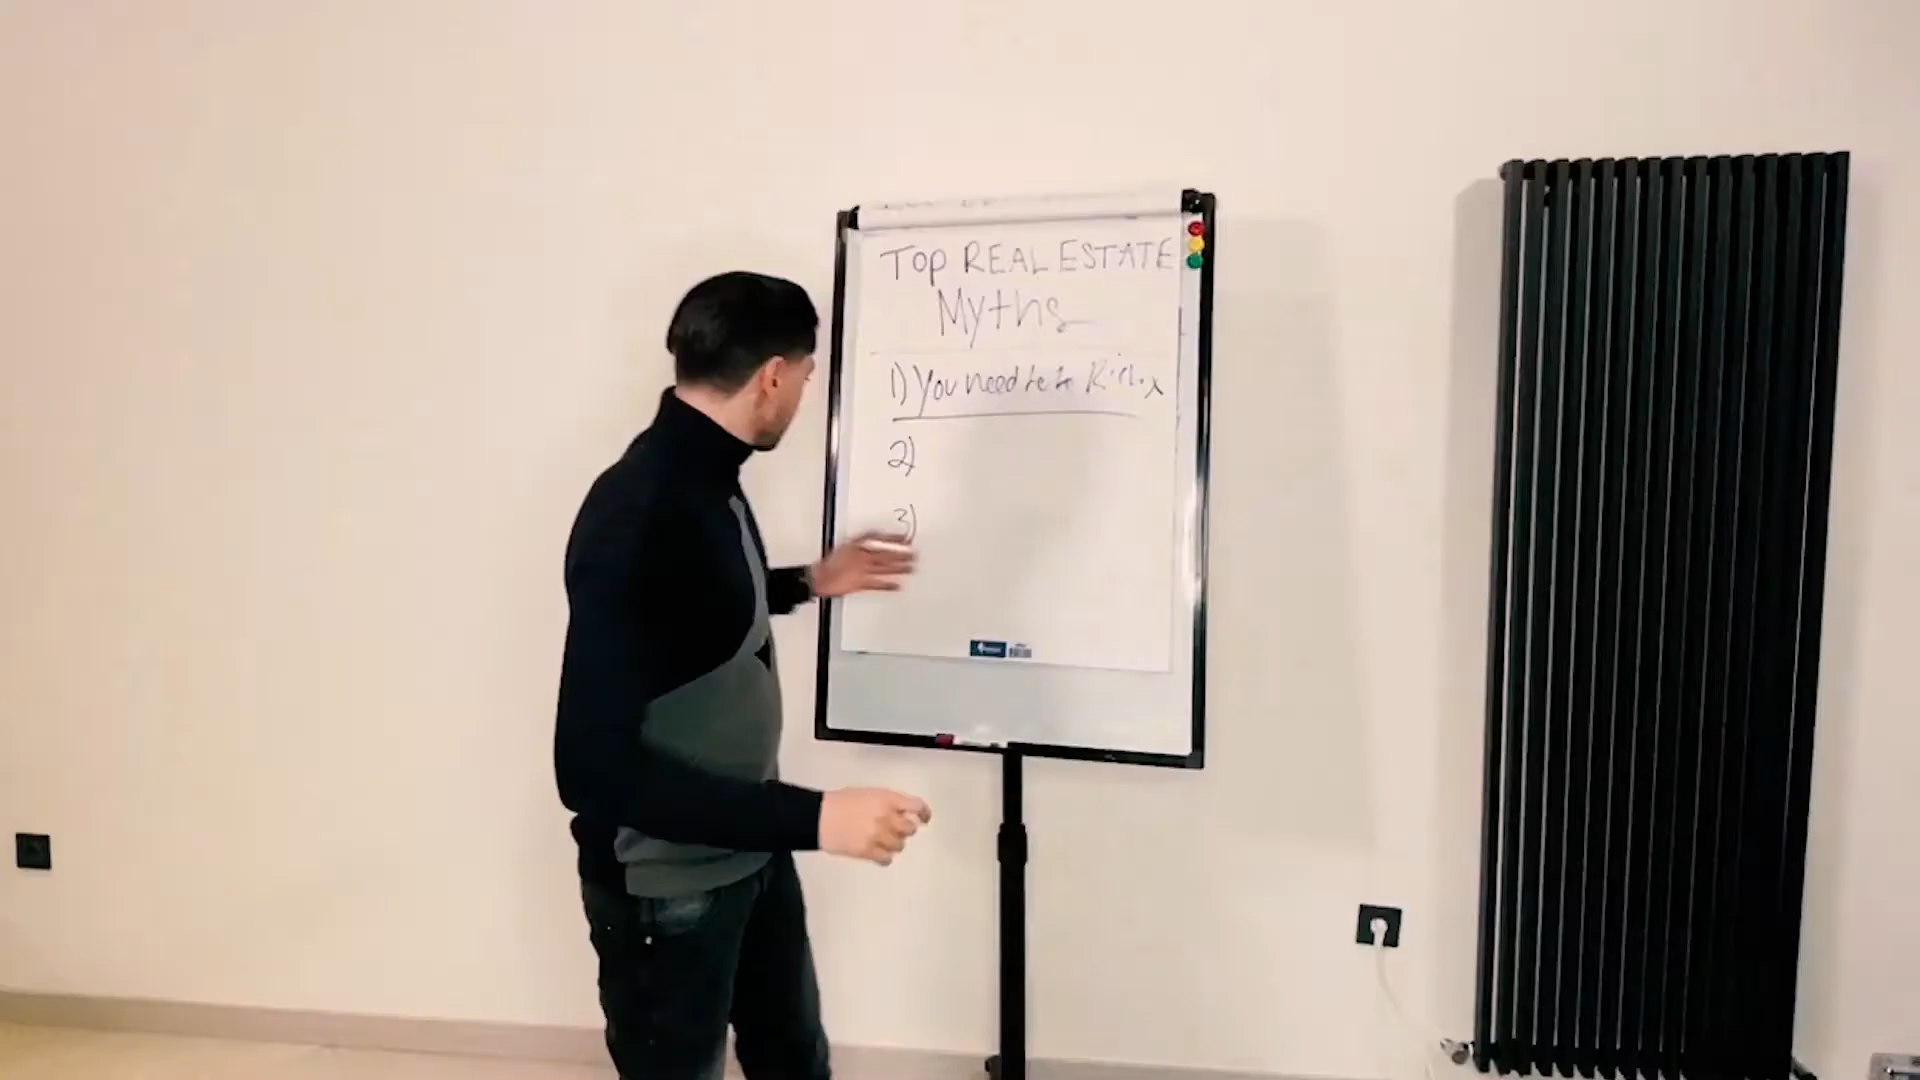 TOP REAL ESTATE
Myths
1) You need to be Rich
2)
3)